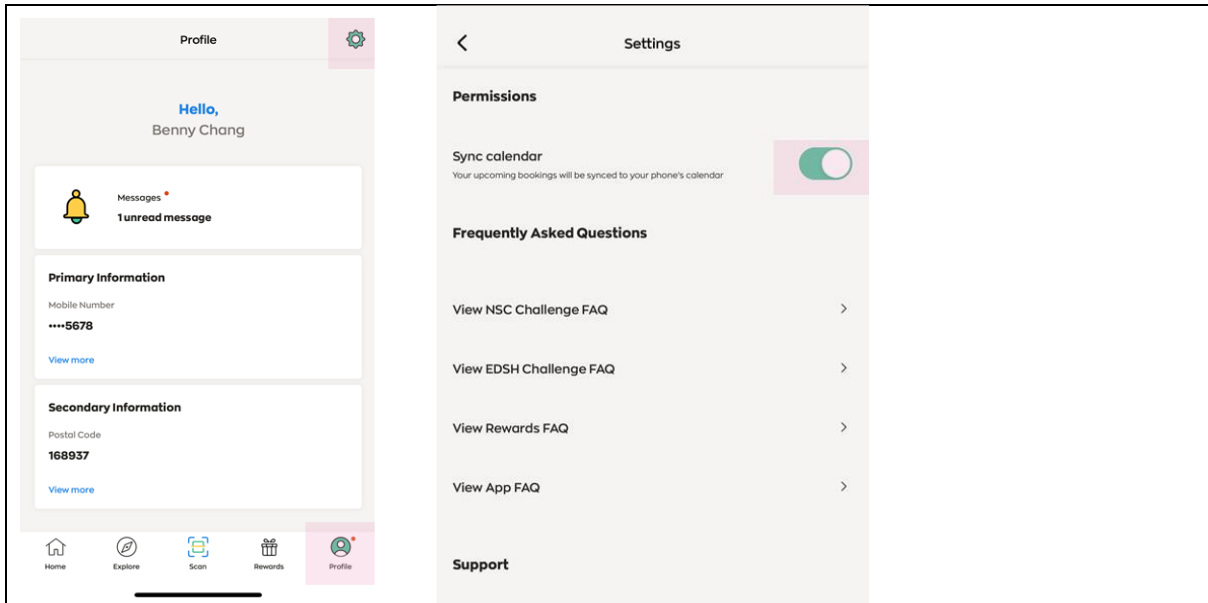 Profile
Hello,
Benny Chang
Messages
1 unread message
Primary Information
Mobile Number
••••5678
View more
Secondary Information
Postal Code
168937
View more
Home
Explore
Scan
Rewards
Profile
Settings
Permissions
Sync calendar
Your upcoming bookings will be synced to your phone's calendar
Frequently Asked Questions
View NSC Challenge FAQ
View EDSH Challenge FAQ
View Rewards FAQ
View App FAQ
Support